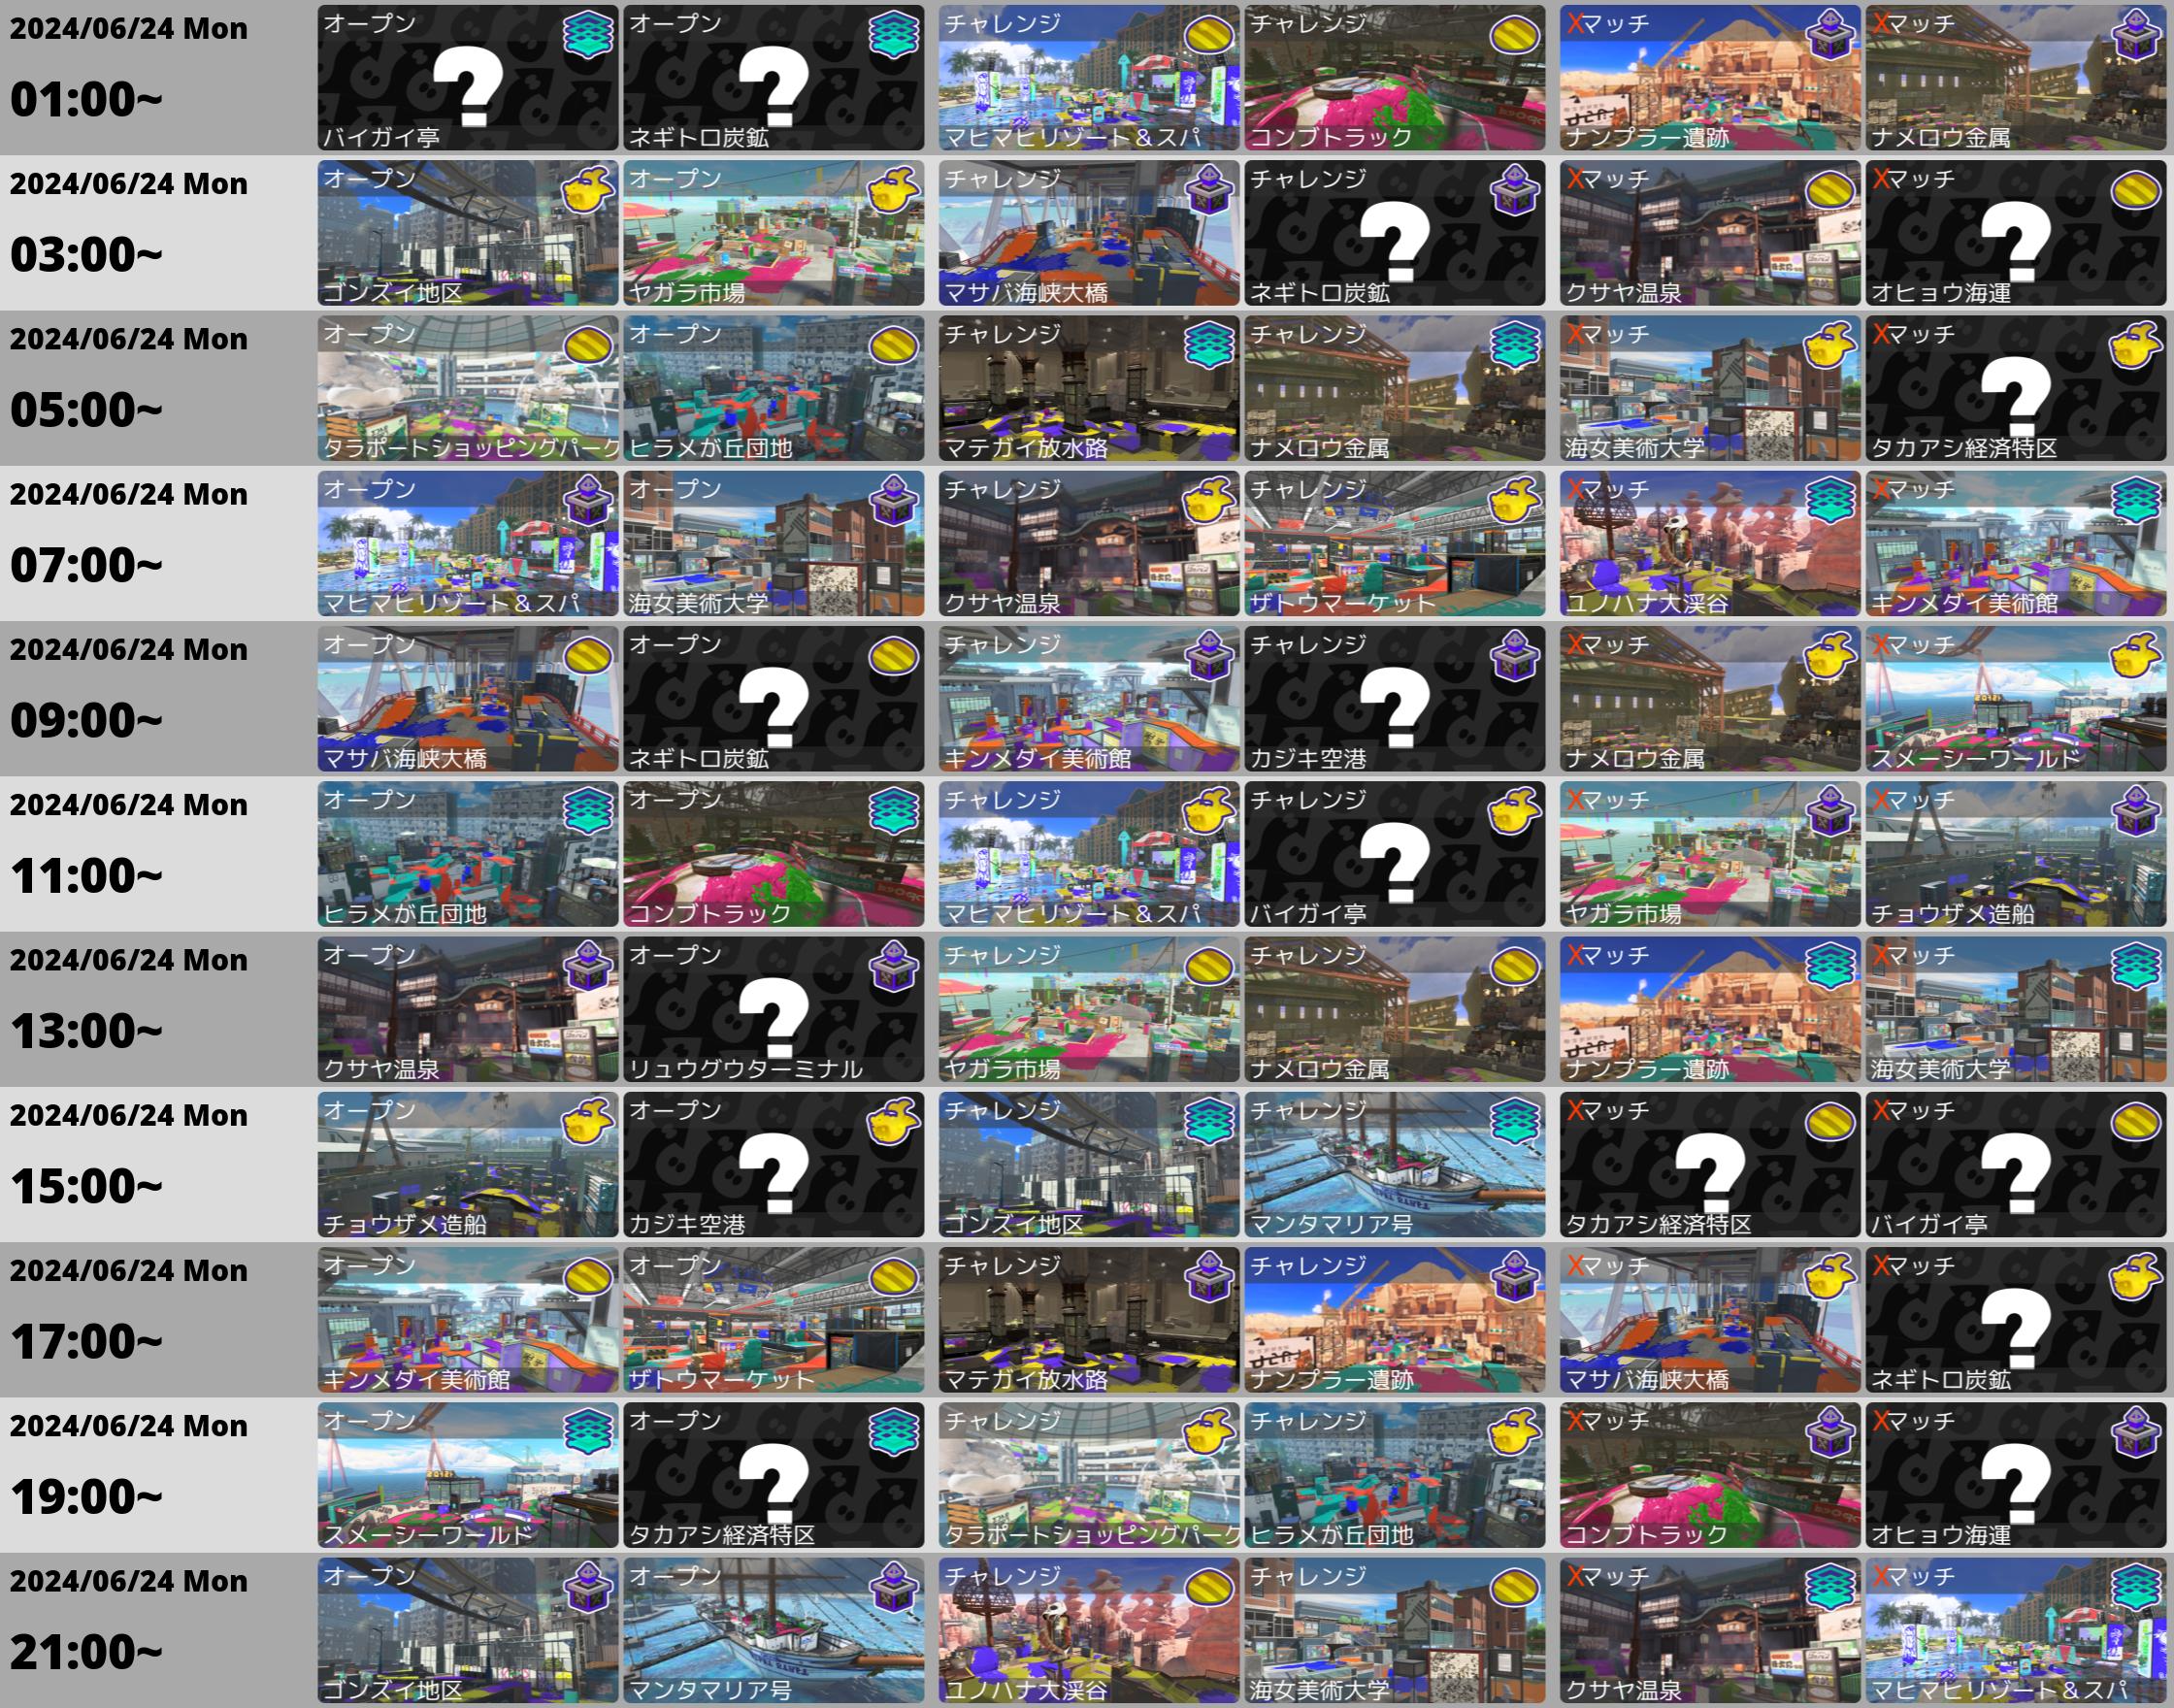 2024/06/24 Mon
01:00~
オープン オープン チャレンジ チャレンジ Xマッチ Xマッチ
バイガイ亭 ネギトロ炭鉱 マヒマヒリゾート&スパ コンブトラック ナンプラー遺跡 ナメロウ金属
2024/06/24 Mon
03:00~
オープン オープン チャレンジ チャレンジ Xマッチ Xマッチ
ゴンズイ地区 ヤガラ市場 マサバ海峡大橋 ネギトロ炭鉱 クサヤ温泉 オヒョウ海運
2024/06/24 Mon
05:00~
オープン オープン チャレンジ チャレンジ Xマッチ Xマッチ
タラポートショッピングパーク ヒラメが丘団地 マテガイ放水路 ナメロウ金属 海女美術大学 タカアシ経済特区
2024/06/24 Mon
07:00~
オープン オープン チャレンジ チャレンジ Xマッチ Xマッチ
マヒマヒリゾート&スパ 海女美術大学 クサヤ温泉 ザトウマーケット ユノハナ大渓谷 キンメダイ美術館
2024/06/24 Mon
09:00~
オープン オープン チャレンジ チャレンジ Xマッチ Xマッチ
マサバ海峡大橋 ネギトロ炭鉱 キンメダイ美術館 カジキ空港 ナメロウ金属 スメーシーワールド
2024/06/24 Mon
11:00~
オープン オープン チャレンジ チャレンジ Xマッチ Xマッチ
ヒラメが丘団地 コンブトラック マヒマヒリゾート&スパ バイガイ亭 ヤガラ市場 チョウザメ造船
2024/06/24 Mon
13:00~
オープン オープン チャレンジ チャレンジ Xマッチ Xマッチ
クサヤ温泉 リュウグウターミナル ヤガラ市場 ナメロウ金属 ナンプラー遺跡 海女美術大学
2024/06/24 Mon
15:00~
オープン オープン チャレンジ チャレンジ Xマッチ Xマッチ
チョウザメ造船 カジキ空港 ゴンズイ地区 マンタマリア号 タカアシ経済特区 バイガイ亭
2024/06/24 Mon
17:00~
オープン オープン チャレンジ チャレンジ Xマッチ Xマッチ
キンメダイ美術館 ザトウマーケット マテガイ放水路 ナンプラー遺跡 マサバ海峡大橋 ネギトロ炭鉱
2024/06/24 Mon
19:00~
オープン オープン チャレンジ チャレンジ Xマッチ Xマッチ
スメーシーワールド タカアシ経済特区 タラポートショッピングパーク ヒラメが丘団地 コンブトラック オヒョウ海運
2024/06/24 Mon
21:00~
オープン オープン チャレンジ チャレンジ Xマッチ Xマッチ
ゴンズイ地区 マンタマリア号 ユノハナ大渓谷 海女美術大学 クサヤ温泉 マヒマヒリゾート&スパ